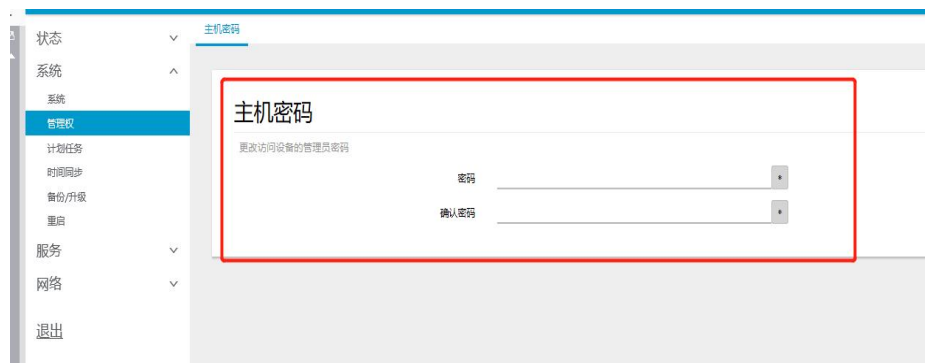 状态
系统
系统
管理权
计划任务
时间同步
备份/升级
重启
服务
网络
退出
主机密码
主机密码
更改访问设备的管理员密码
密码 *
确认密码 *